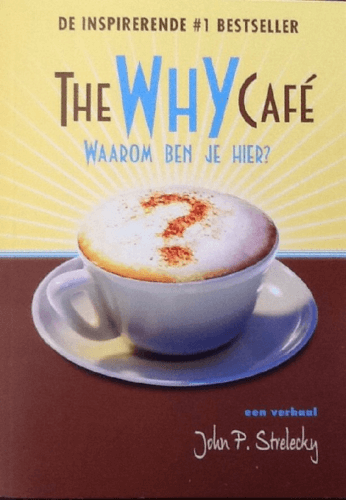 DE INSPIRERENDE #1 BESTSELLER
THE WHY CAFÉ
WAAROM BEN JE HIER?
een verhaal
John P. Strelecky